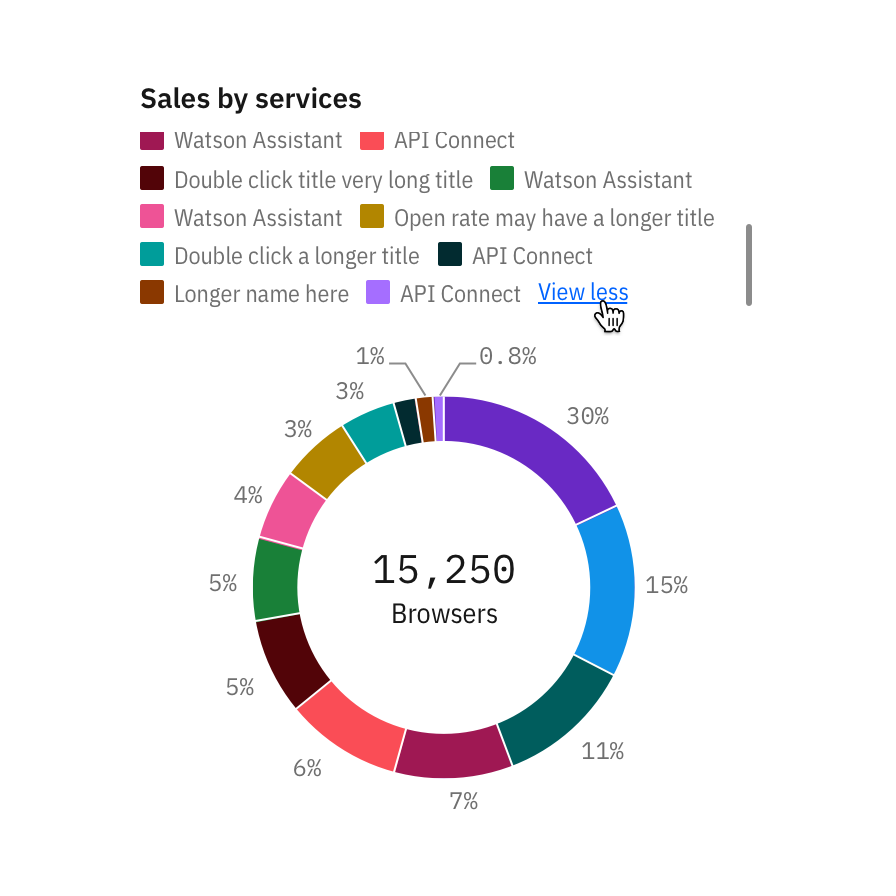 Sales by services
Watson Assistant API Connect
Double click title very long title Watson Assistant
Watson Assistant Open rate may have a longer title
Double click a longer title API Connect
Longer name here API Connect View less
1% 0.8%
3%
30%
3%
4%
15,250
5% 15%
Browsers
5%
11%
6%
7%